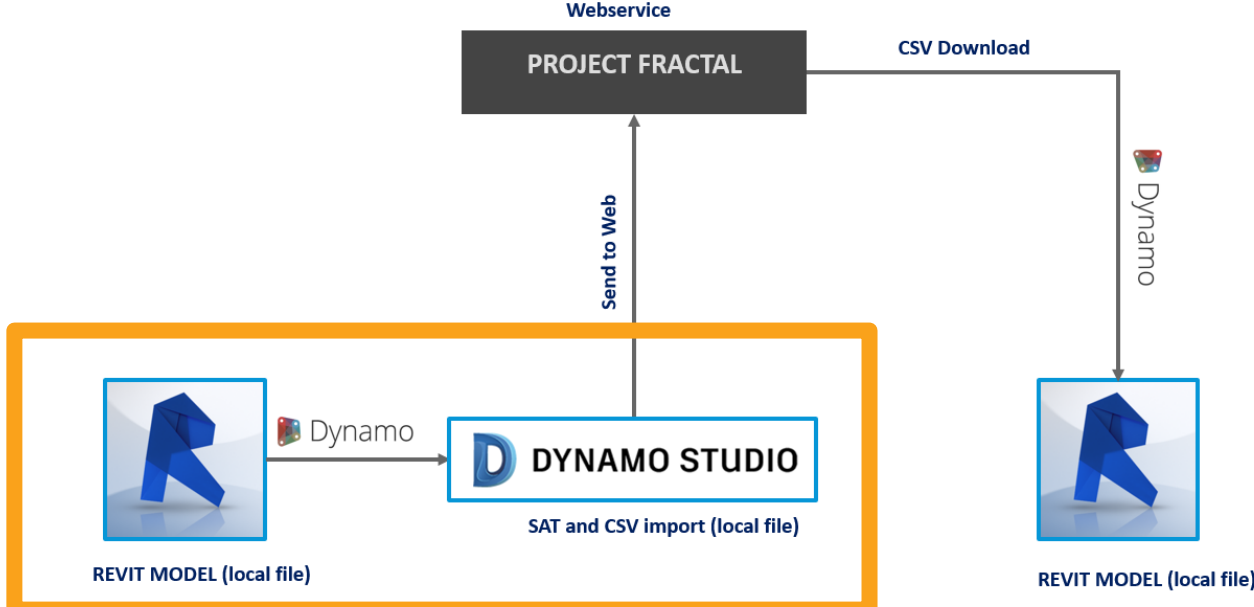 Webservice
PROJECT FRACTAL
CSV Download
Dynamo
Send to Web
Dynamo
DYNAMO STUDIO
SAT and CSV import (local file)
REVIT MODEL (local file)
REVIT MODEL (local file)